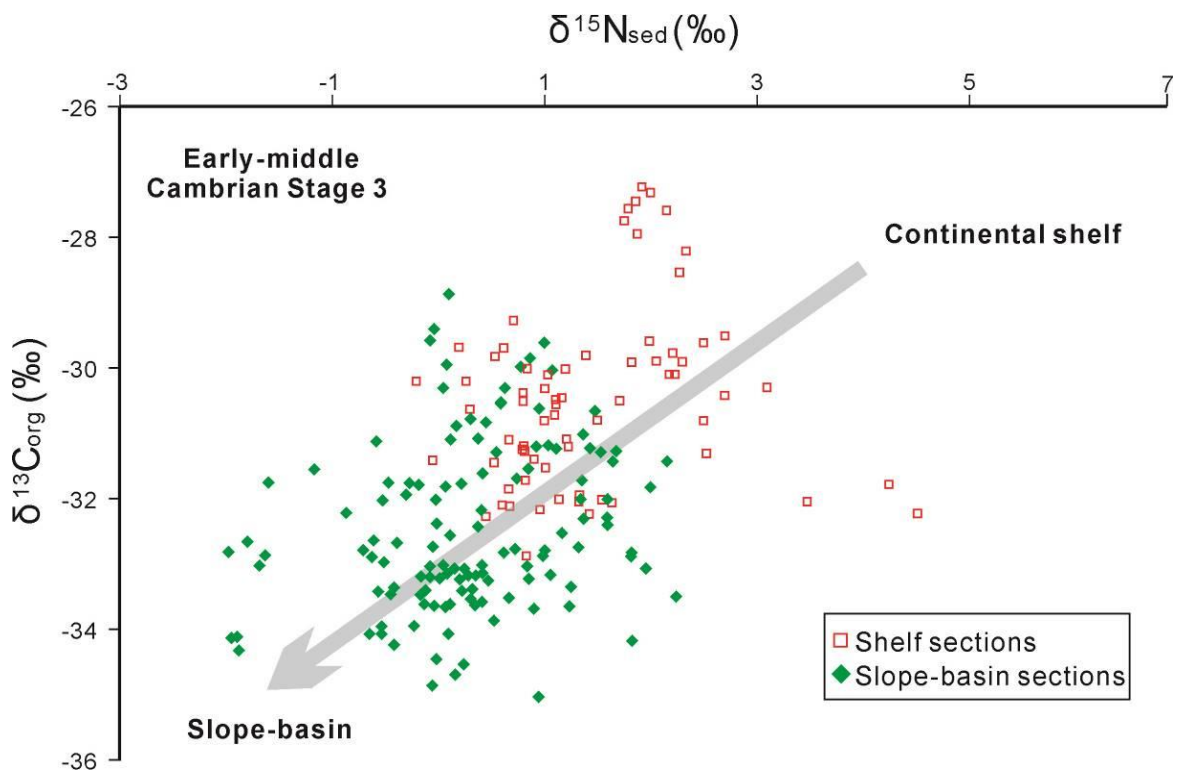 δ¹⁵Nsed (‰)
-3 -1 1 3 5 7
-26
Early-middle
Cambrian Stage 3
-28
Continental shelf
-30
δ¹³Corg (‰)
-32
-34
Shelf sections
Slope-basin sections
Slope-basin
-36